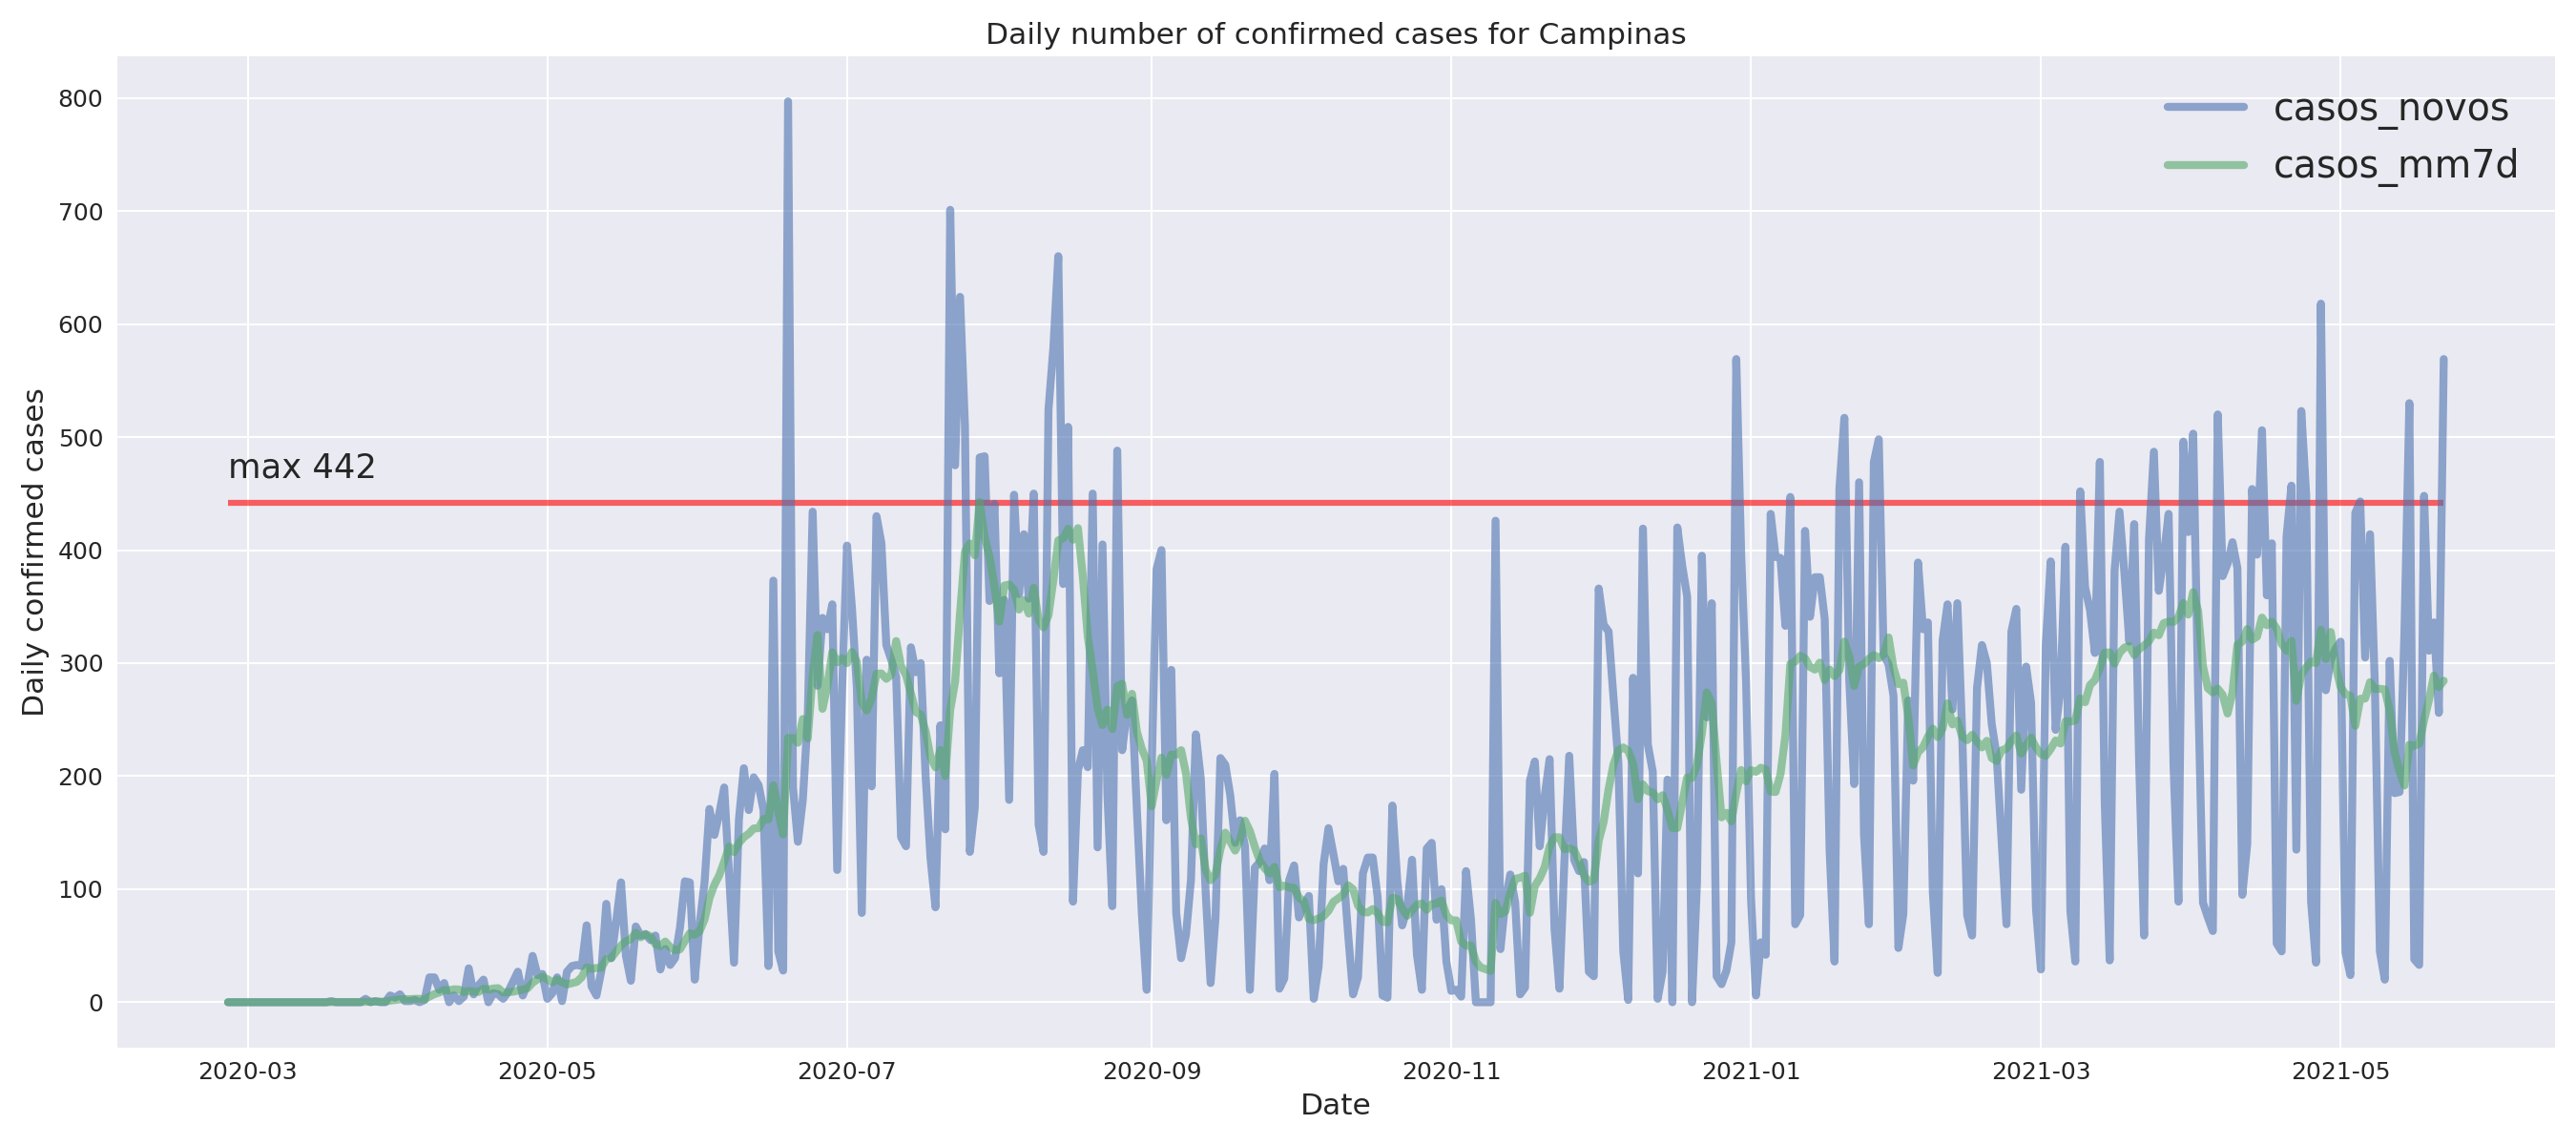 Daily number of confirmed cases for Campinas
800
700
600
500
400
300
200
100
0
Daily confirmed cases
max 442
casos_novos
casos_mm7d
2020-03 2020-05 2020-07 2020-09 2020-11 2021-01 2021-03 2021-05
Date